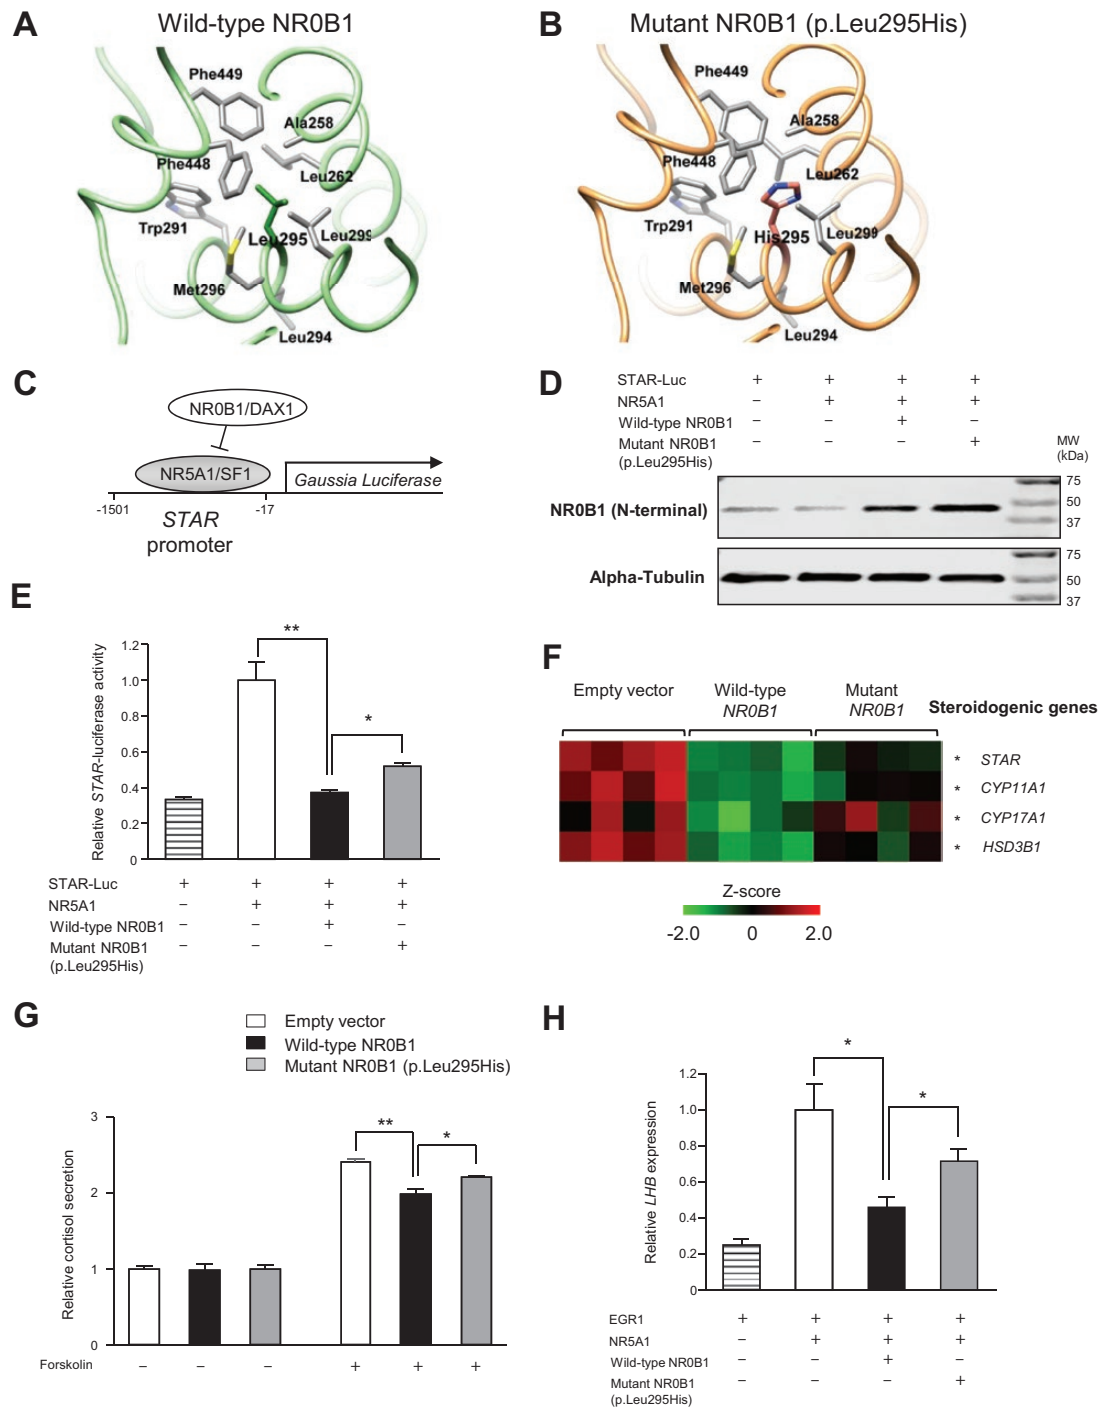 A
Wild-type NR0B1
Phe449
Ala258
Phe448
Leu262
Trp291
Leu295
Leu299
Met296
Leu294
B
Mutant NR0B1 (p.Leu295His)
Phe449
Ala258
Phe448
Leu262
Trp291
His295
Leu299
Met296
Leu294
C
NR0B1/DAX1
NR5A1/SF1
Gaussia Luciferase
-1501
-17
STAR
promoter
D
STAR-Luc + + + +
NR5A1 – + + +
Wild-type NR0B1 – – + –
Mutant NR0B1 – – – +
(p.Leu295His)
MW
(kDa)
NR0B1 (N-terminal)
75
50
37
Alpha-Tubulin
75
50
37
E
Relative STAR-luciferase activity
1.2
1.0
0.8
0.6
0.4
0.2
0
**
*
STAR-Luc + + + +
NR5A1 – + + +
Wild-type NR0B1 – – + –
Mutant NR0B1 – – – +
(p.Leu295His)
F
Empty vector
Wild-type
NR0B1
Mutant
NR0B1
Steroidogenic genes
* STAR
* CYP11A1
* CYP17A1
* HSD3B1
Z-score
-2.0 0 2.0
G
Empty vector
Wild-type NR0B1
Mutant NR0B1 (p.Leu295His)
Relative cortisol secretion
3
2
1
0
**
*
Forskolin – – – + + +
H
Relative LHB expression
1.2
1.0
0.8
0.6
0.4
0.2
0
*
*
EGR1 + + + +
NR5A1 – + + +
Wild-type NR0B1 – – + –
Mutant NR0B1 – – – +
(p.Leu295His)